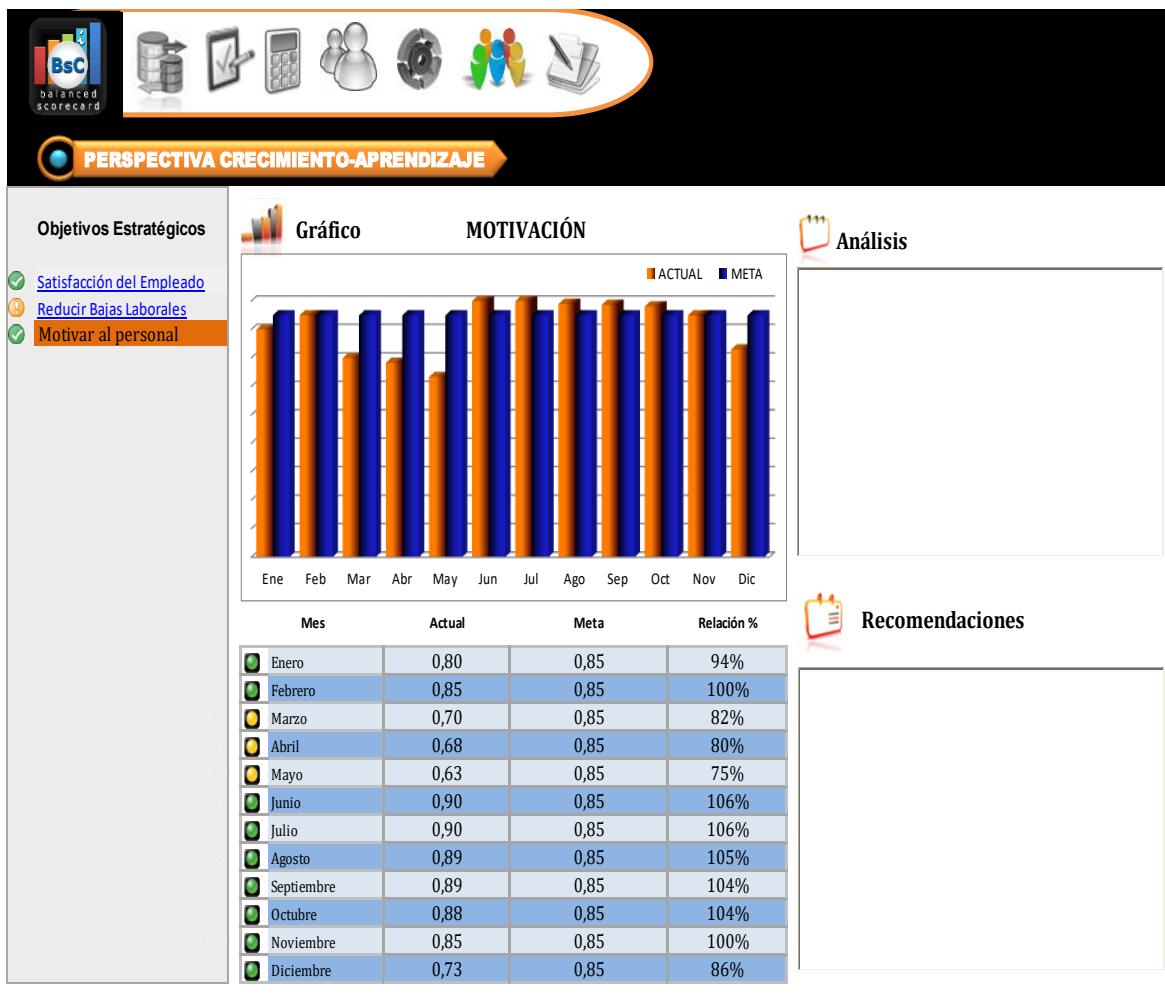 BsC
balanced
scorecard
PERSPECTIVA CRECIMIENTO-APRENDIZAJE
Objetivos Estratégicos
Satisfacción del Empleado
Reducir Bajas Laborales
Motivar al personal
Gráfico MOTIVACIÓN
ACTUAL META
Ene Feb Mar Abr May Jun Jul Ago Sep Oct Nov Dic
Mes Actual Meta Relación %
Enero 0,80 0,85 94%
Febrero 0,85 0,85 100%
Marzo 0,70 0,85 82%
Abril 0,68 0,85 80%
Mayo 0,63 0,85 75%
Junio 0,90 0,85 106%
Julio 0,90 0,85 106%
Agosto 0,89 0,85 105%
Septiembre 0,89 0,85 104%
Octubre 0,88 0,85 104%
Noviembre 0,85 0,85 100%
Diciembre 0,73 0,85 86%
Análisis
Recomendaciones